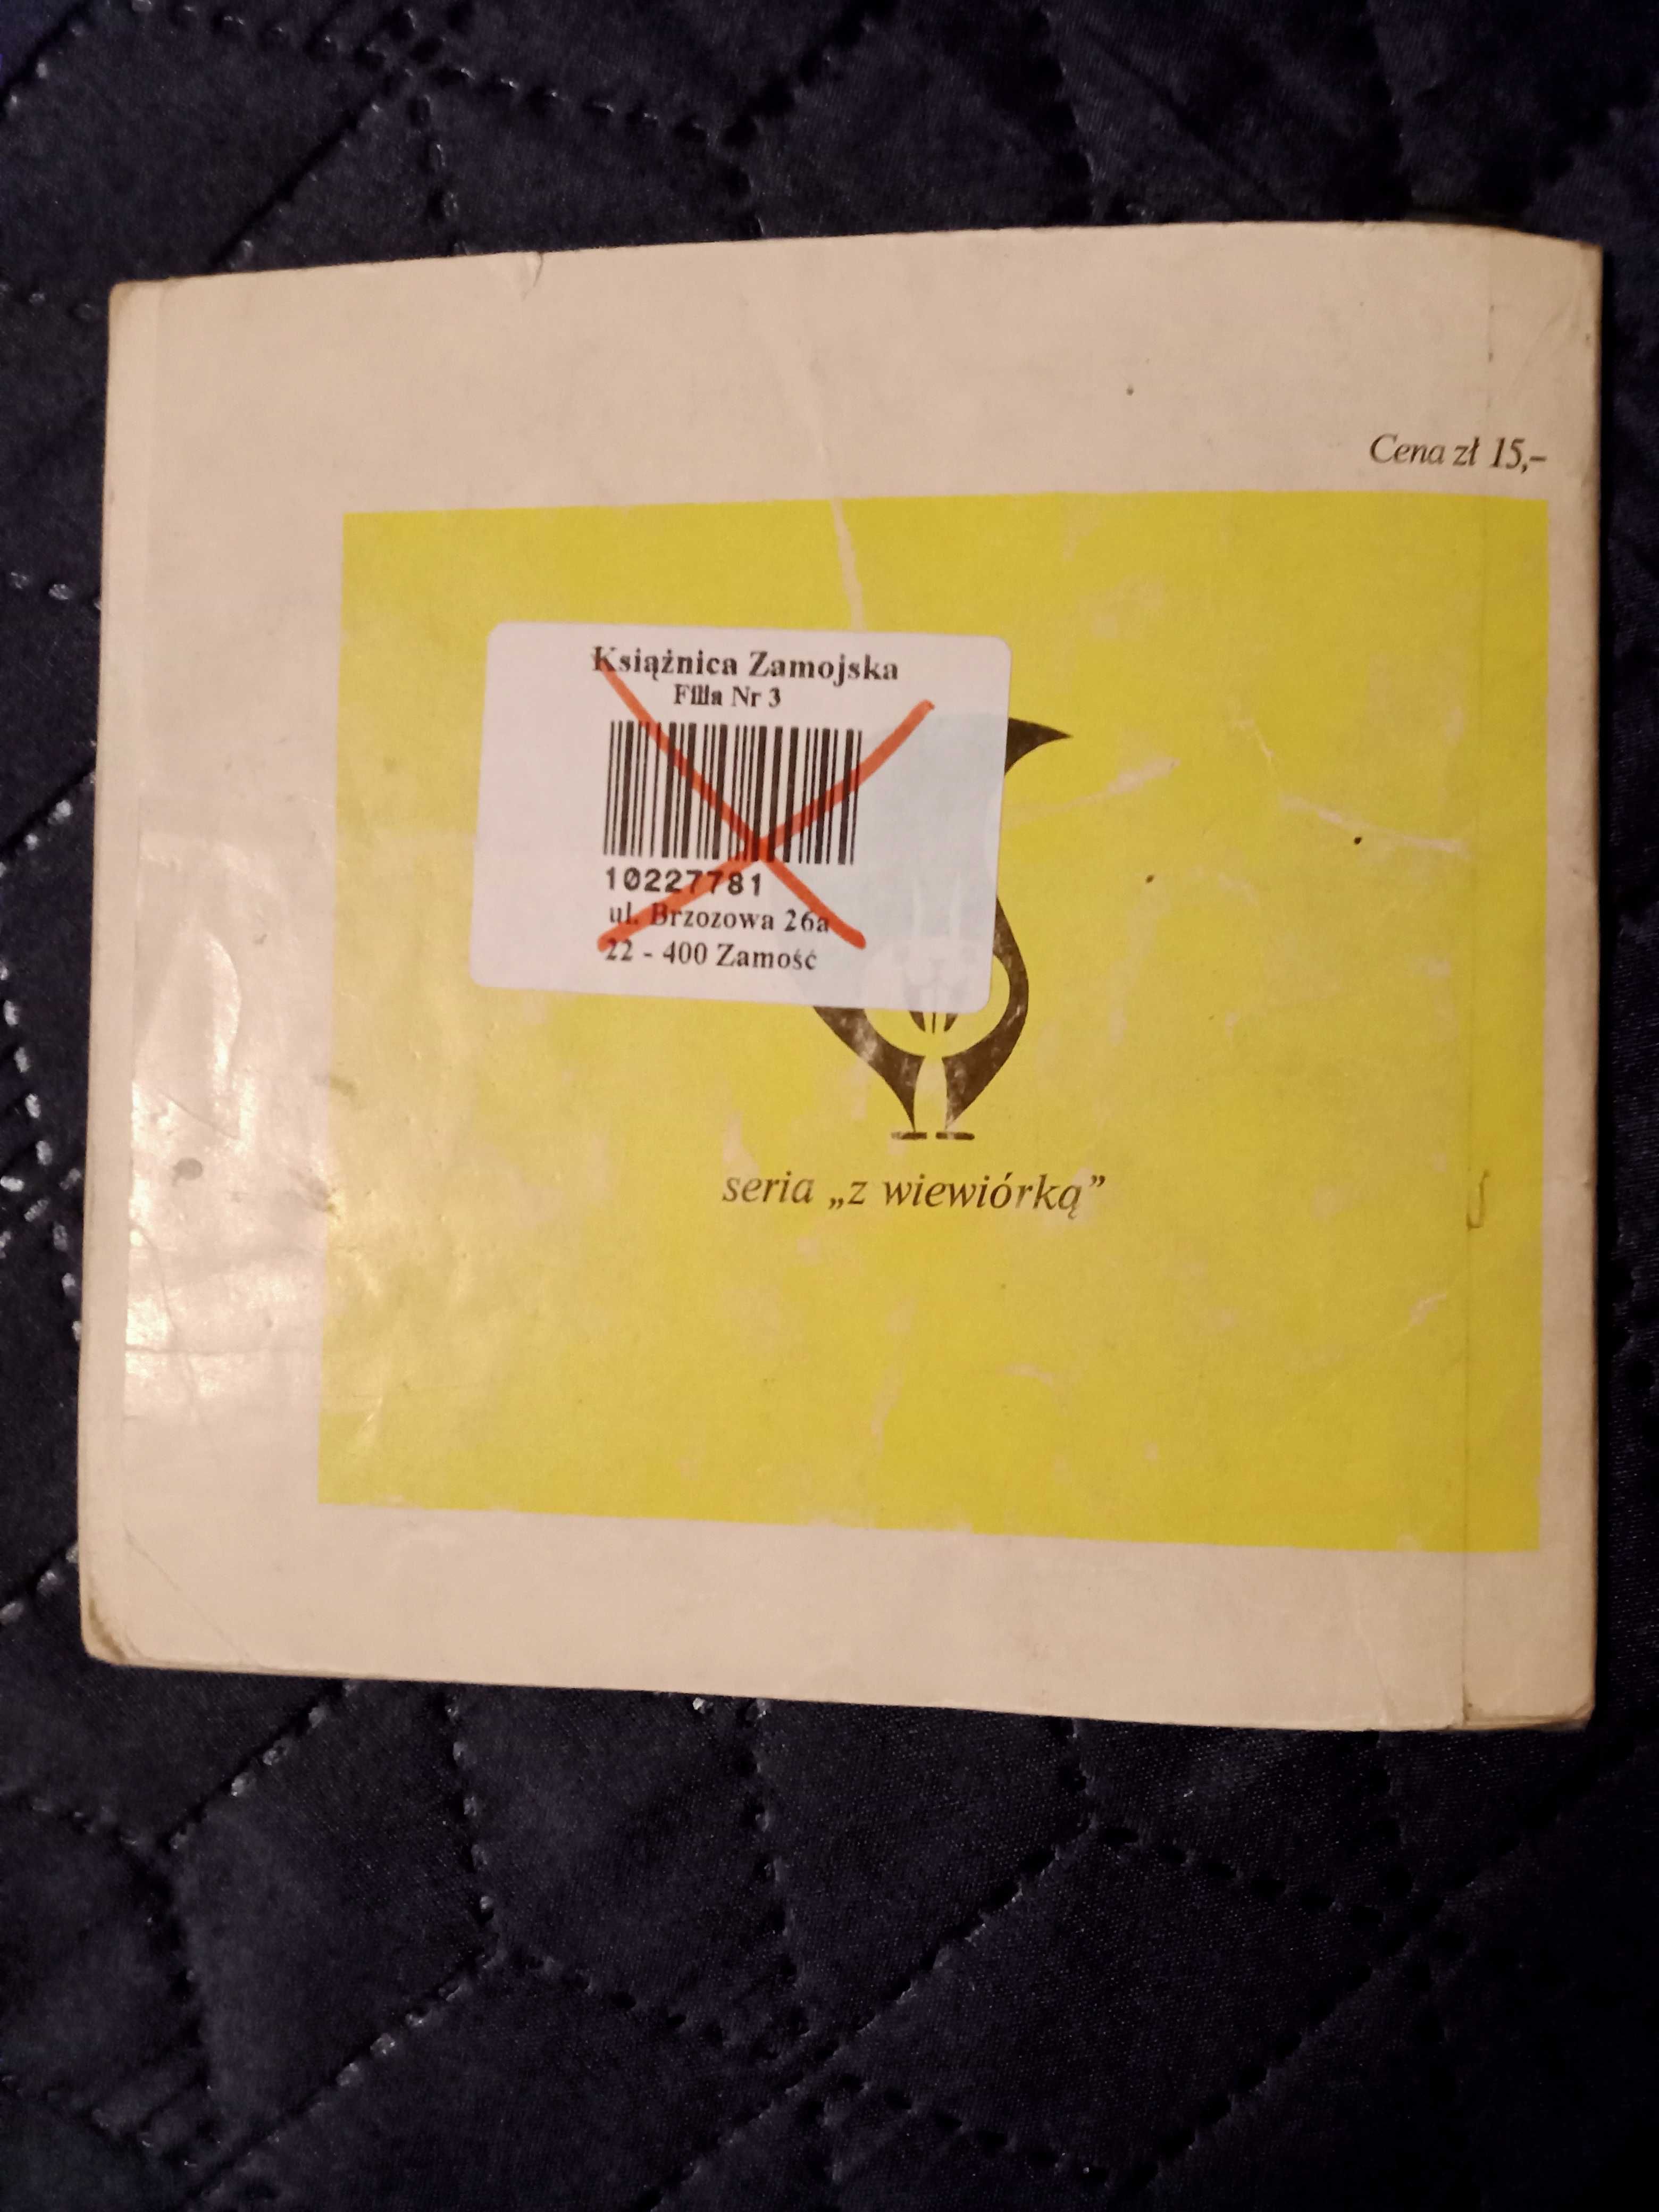 Cena zł 15,–
Książnica Zamojska
Filia Nr 3
10227781
ul. Brzozowa 26a
22 - 400 Zamość
seria „z wiewiórką”